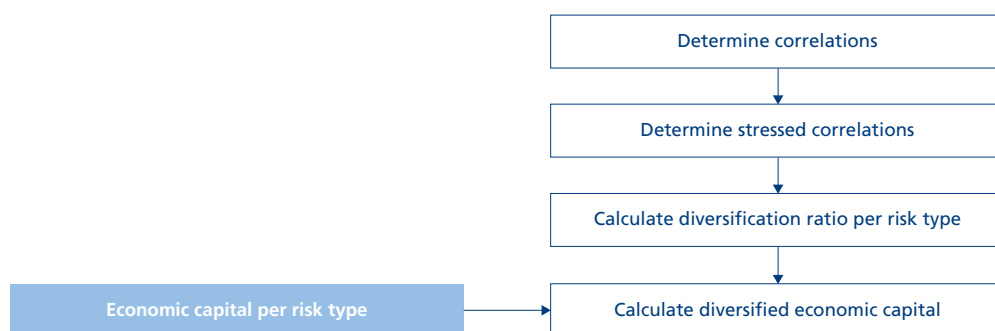 Determine correlations
Determine stressed correlations
Calculate diversification ratio per risk type
Economic capital per risk type
Calculate diversified economic capital